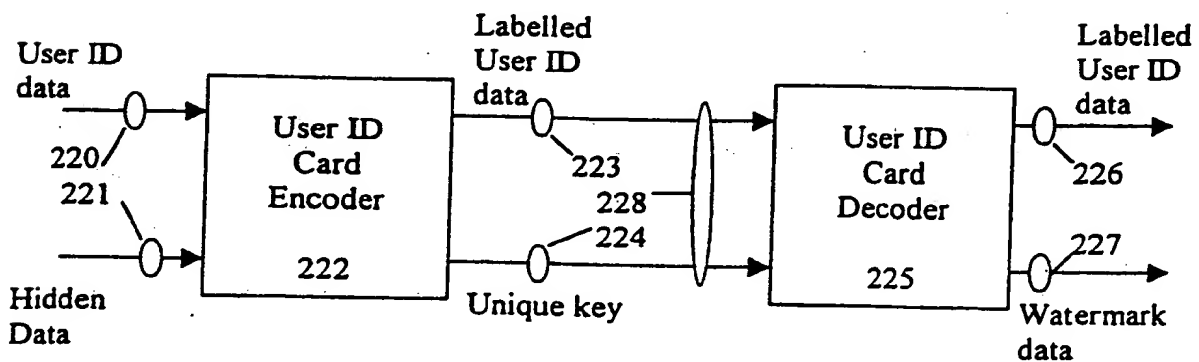 User ID
data
220
221
Hidden
Data
User ID
Card
Encoder
222
Labelled
User ID
data
223
228
224
Unique key
User ID
Card
Decoder
225
Labelled
User ID
data
226
227
Watermark
data